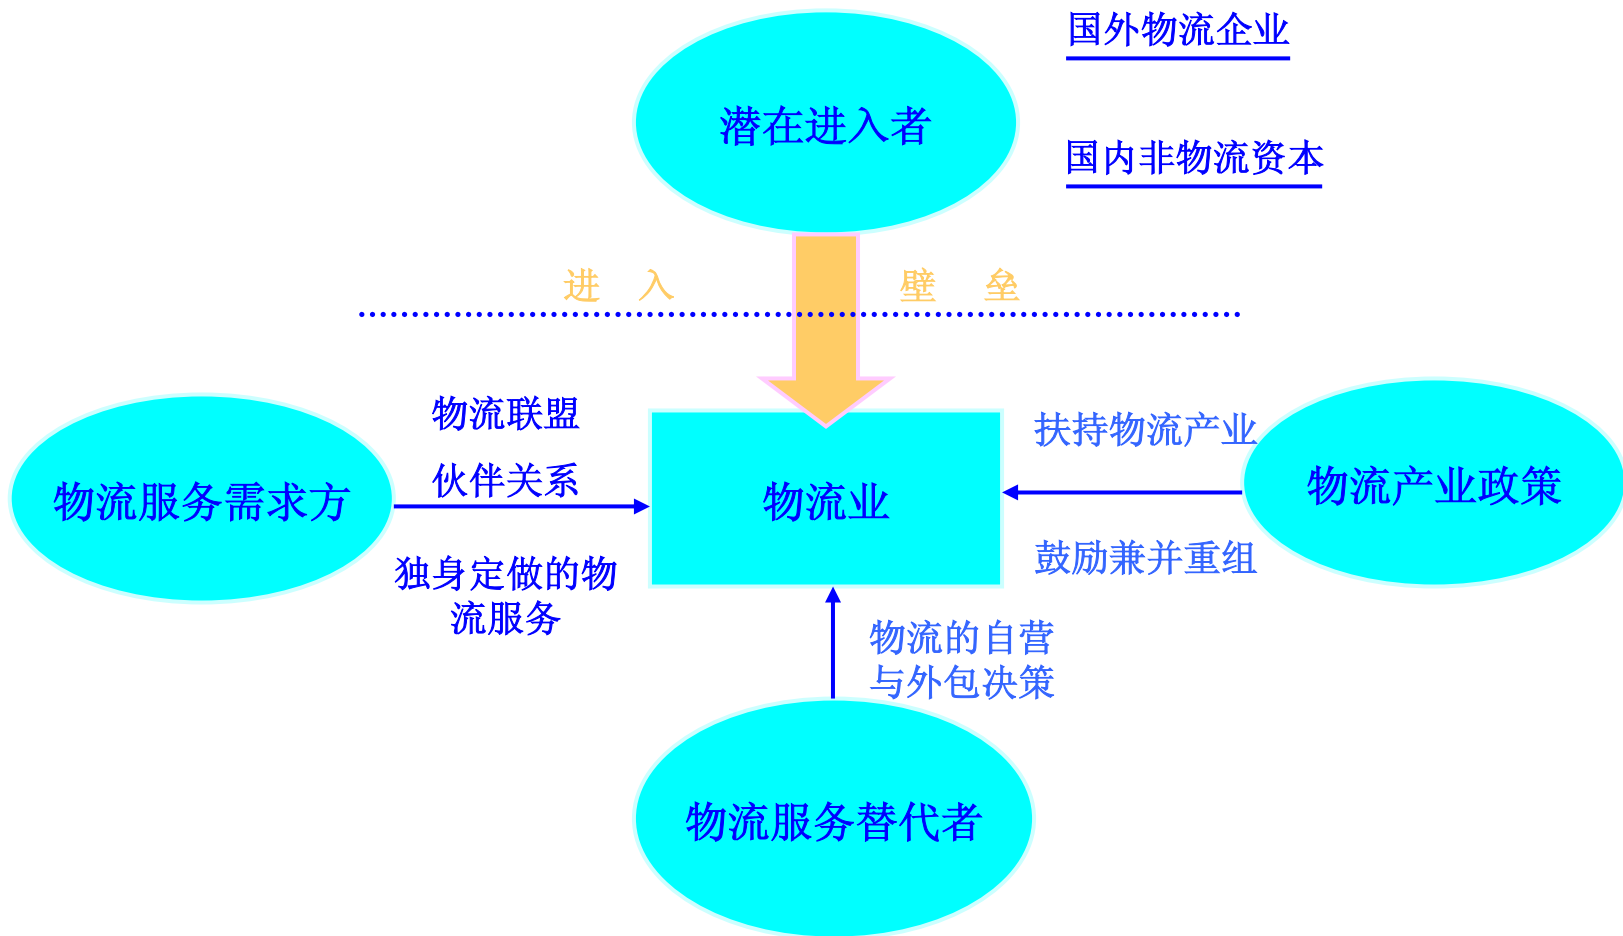 国外物流企业
潜在进入者
国内非物流资本
进 入 壁 垒
物流联盟
伙伴关系
物流服务需求方
独身定做的物
流服务
物流业
扶持物流产业
物流产业政策
鼓励兼并重组
物流的自营
与外包决策
物流服务替代者